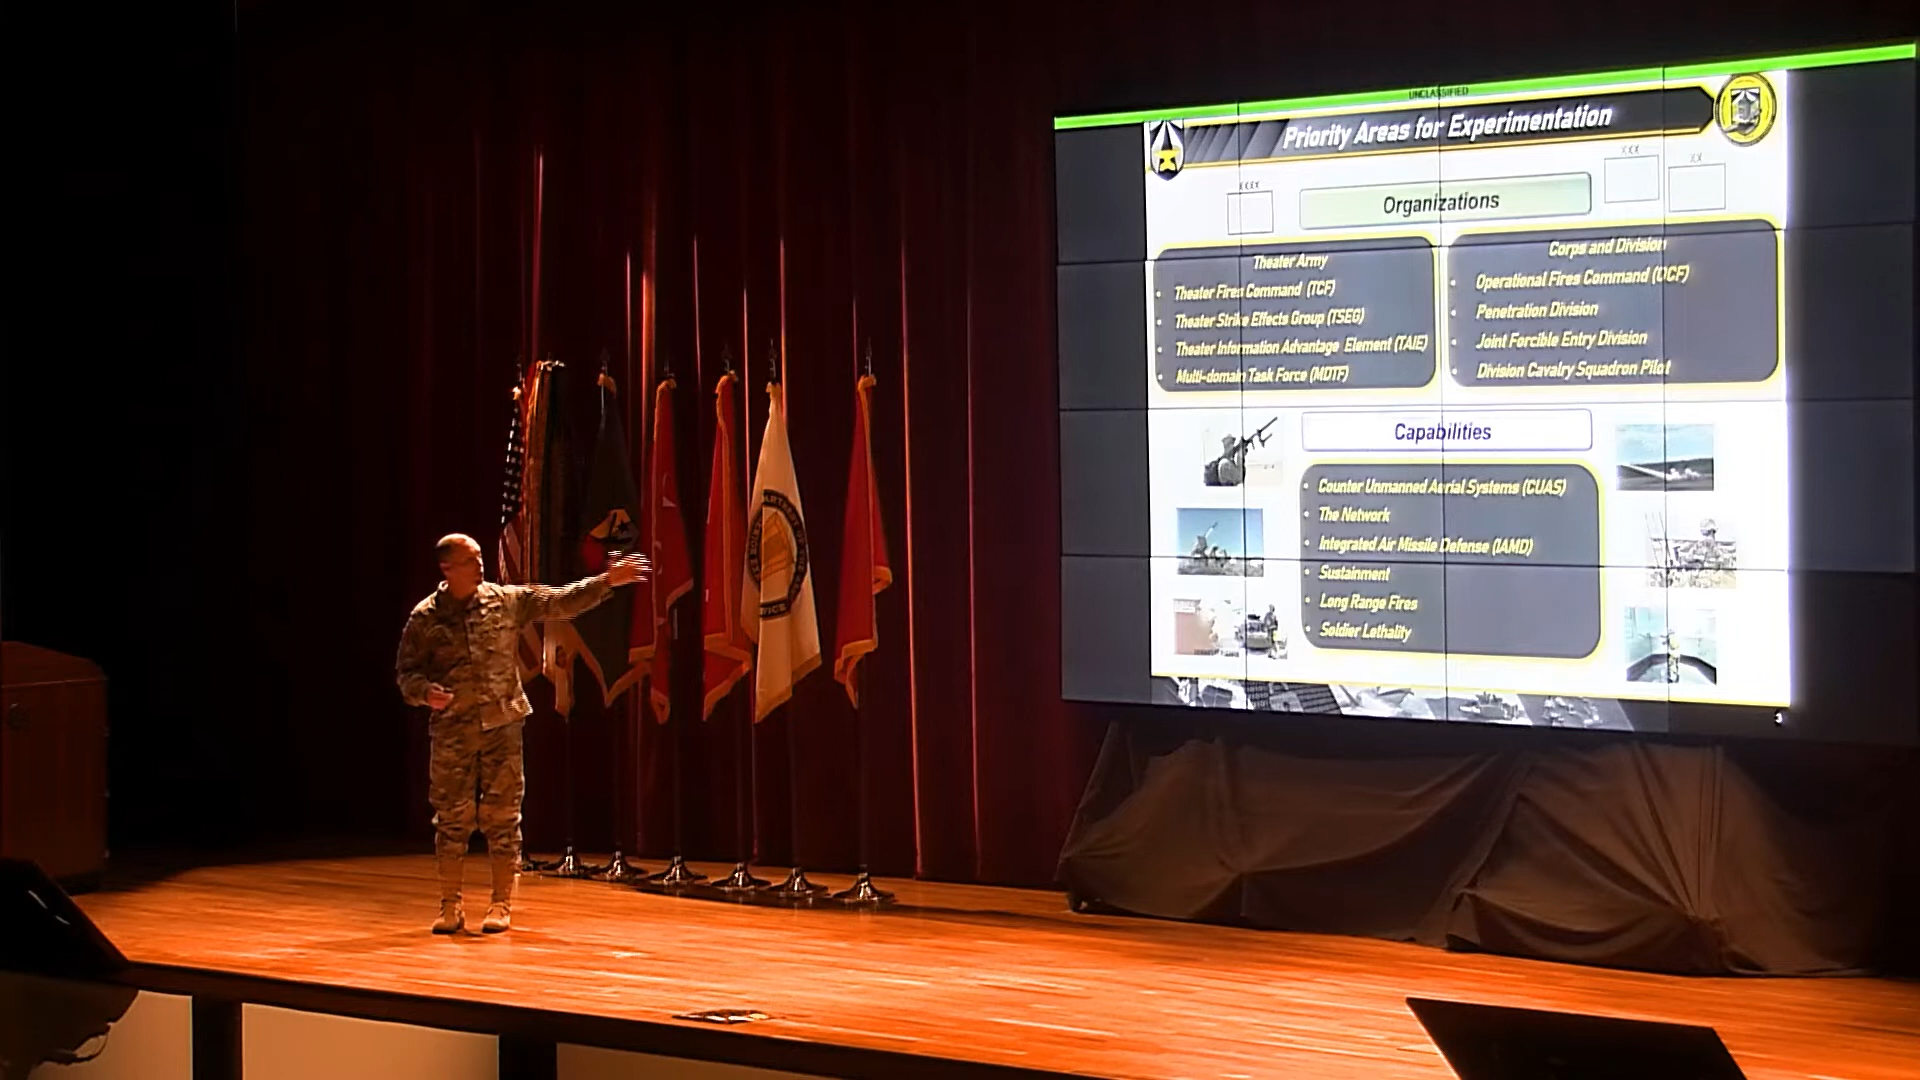 UNCLASSIFIED
Priority Areas for Experimentation
XXXX
XXX
XX
Organizations
Theater Army
• Theater Fires Command (TCF)
• Theater Strike Effects Group (TSEG)
• Theater Information Advantage Element (TAIE)
• Multi-domain Task Force (MDTF)
Corps and Division
• Operational Fires Command (OCF)
• Penetration Division
• Joint Forcible Entry Division
• Division Cavalry Squadron Pilot
Capabilities
• Counter Unmanned Aerial Systems (CUAS)
• The Network
• Integrated Air Missile Defense (IAMD)
• Sustainment
• Long Range Fires
• Soldier Lethality
3